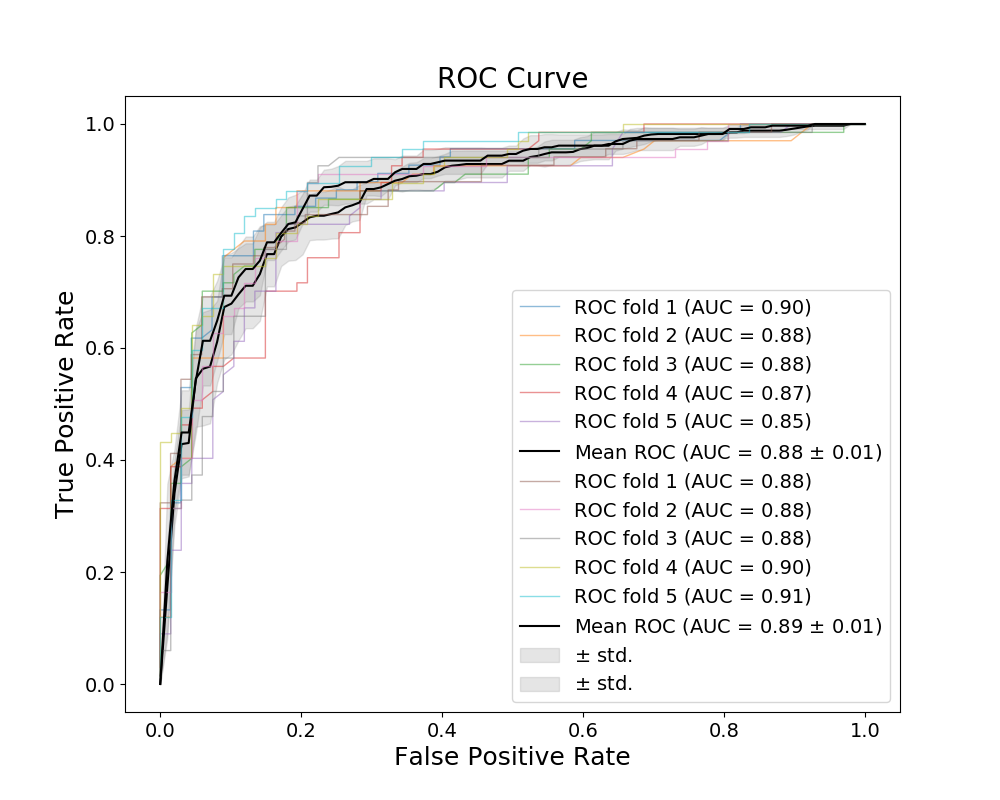 ROC Curve
True Positive Rate
1.0
0.8
0.6
0.4
0.2
0.0
ROC fold 1 (AUC = 0.90)
ROC fold 2 (AUC = 0.88)
ROC fold 3 (AUC = 0.88)
ROC fold 4 (AUC = 0.87)
ROC fold 5 (AUC = 0.85)
Mean ROC (AUC = 0.88 ± 0.01)
ROC fold 1 (AUC = 0.88)
ROC fold 2 (AUC = 0.88)
ROC fold 3 (AUC = 0.88)
ROC fold 4 (AUC = 0.90)
ROC fold 5 (AUC = 0.91)
Mean ROC (AUC = 0.89 ± 0.01)
± std.
± std.
0.0 0.2 0.4 0.6 0.8 1.0
False Positive Rate